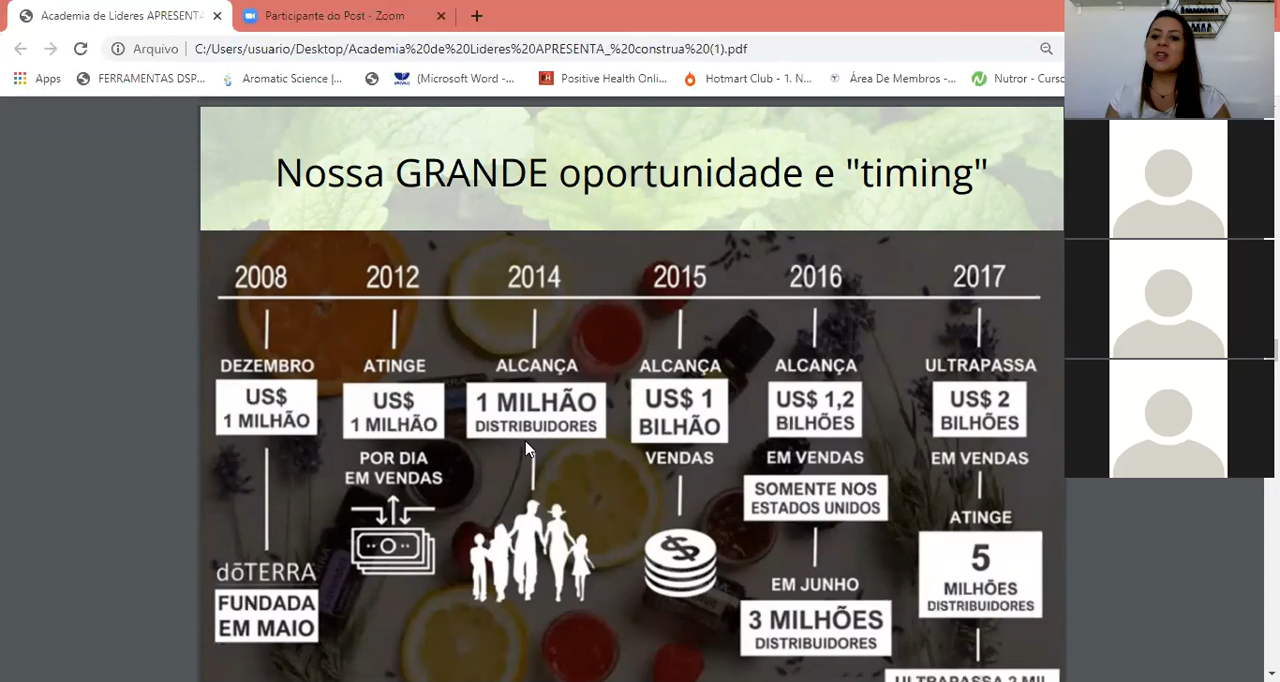 Academia de Lideres APRESENTA
Participante do Post - Zoom
Arquivo
C:/Users/usuario/Desktop/Academia%20de%20Lideres%20APRESENTA_%20construa%20(1).pdf
Apps
FERRAMENTAS DSP...
Aromatic Science |...
(Microsoft Word -...
Positive Health Onli...
Hotmart Club - 1. N...
Área De Membros -...
Nutror - Curso
Nossa GRANDE oportunidade e "timing"
2008
DEZEMBRO
US$
1 MILHÃO
dōTERRA
FUNDADA
EM MAIO
2012
ATINGE
US$
1 MILHÃO
POR DIA
EM VENDAS
2014
ALCANÇA
1 MILHÃO
DISTRIBUIDORES
2015
ALCANÇA
US$ 1
BILHÃO
VENDAS
2016
ALCANÇA
US$ 1,2
BILHÕES
EM VENDAS
SOMENTE NOS
ESTADOS UNIDOS
EM JUNHO
3 MILHÕES
DISTRIBUIDORES
2017
ULTRAPASSA
US$ 2
BILHÕES
EM VENDAS
ATINGE
5
MILHÕES
DISTRIBUIDORES
ULTRAPASSA 2 MIL